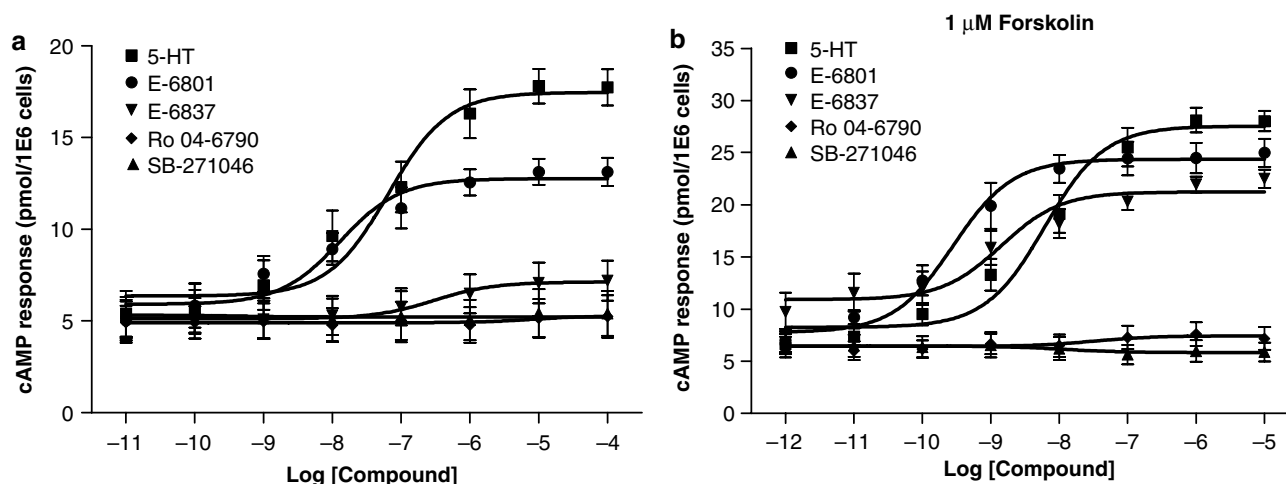 a
cAMP response (pmol/1E6 cells)
20
15
10
5
0
5-HT
E-6801
E-6837
Ro 04-6790
SB-271046
–11 –10 –9 –8 –7 –6 –5 –4
Log [Compound]
b
1 μM Forskolin
cAMP response (pmol/1E6 cells)
35
30
25
20
15
10
5
0
5-HT
E-6801
E-6837
Ro 04-6790
SB-271046
–12 –11 –10 –9 –8 –7 –6 –5
Log [Compound]